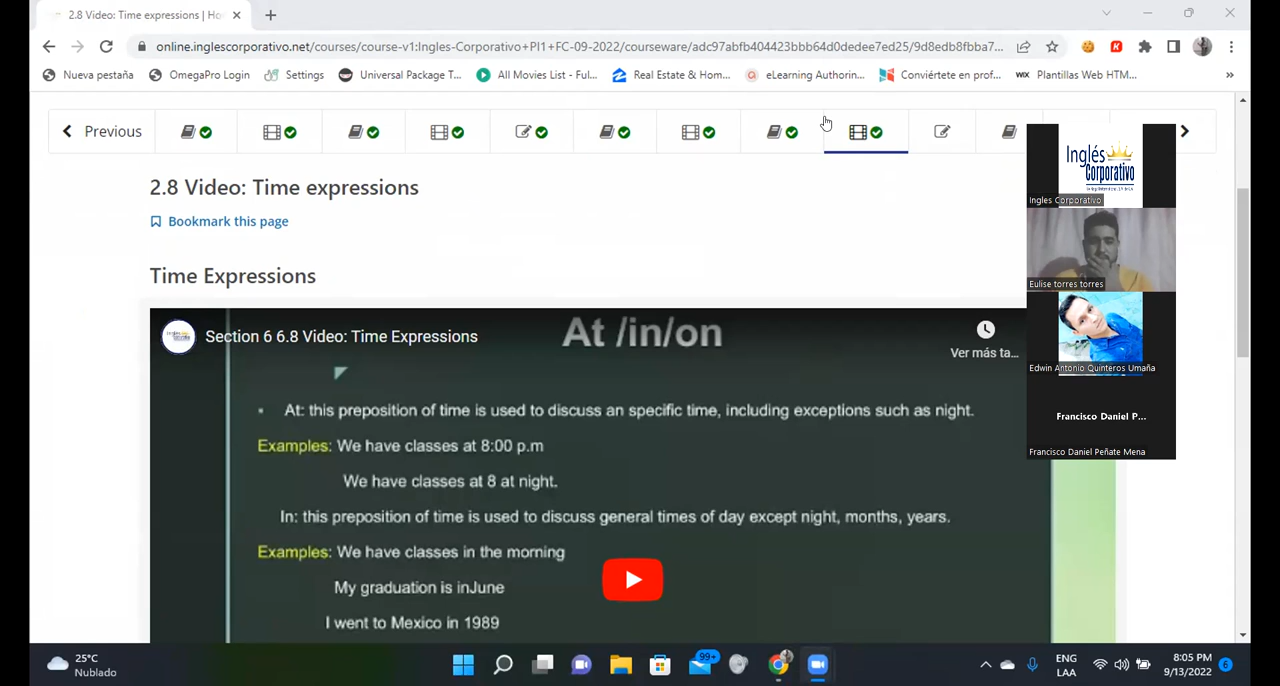 2.8 Video: Time expressions | Ho
online.inglescorporativo.net/courses/course-v1:Ingles-Corporativo+PI1+FC-09-2022/courseware/adc97abfb404423bbb64d0dedee7ed25/9d8edb8fbba7...
Nueva pestaña
OmegaPro Login
Settings
Universal Package T...
All Movies List - Ful...
Real Estate & Hom...
eLearning Authorin...
Conviértete en prof...
WIX Plantillas Web HTM...
»
Previous
2.8 Video: Time expressions
Bookmark this page
Time Expressions
Inglés
Corporativo
Ingles Corporativo
Eulise torres torres
Edwin Antonio Quinteros Umaña
Francisco Daniel P...
Francisco Daniel Peñate Mena
Section 6 6.8 Video: Time Expressions
At /in/on
Ver más ta...
At: this preposition of time is used to discuss an specific time, including exceptions such as night.
Examples: We have classes at 8:00 p.m
We have classes at 8 at night.
In: this preposition of time is used to discuss general times of day except night, months, years.
Examples: We have classes in the morning
My graduation is inJune
I went to Mexico in 1989
25°C
Nublado
99+
ENG
LAA
8:05 PM
9/13/2022
6